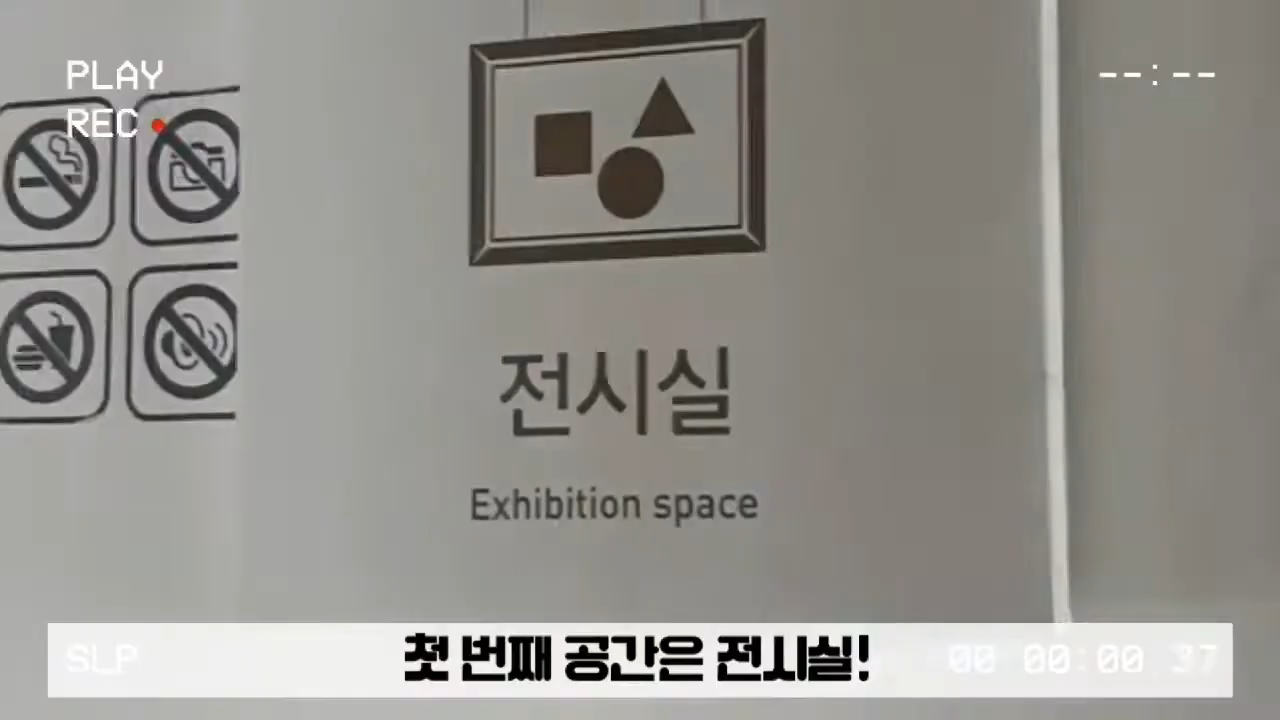 PLAY
--:--
REC
전시실
Exhibition space
첫 번째 공간은 전시실!
SLP
00 00:00 37